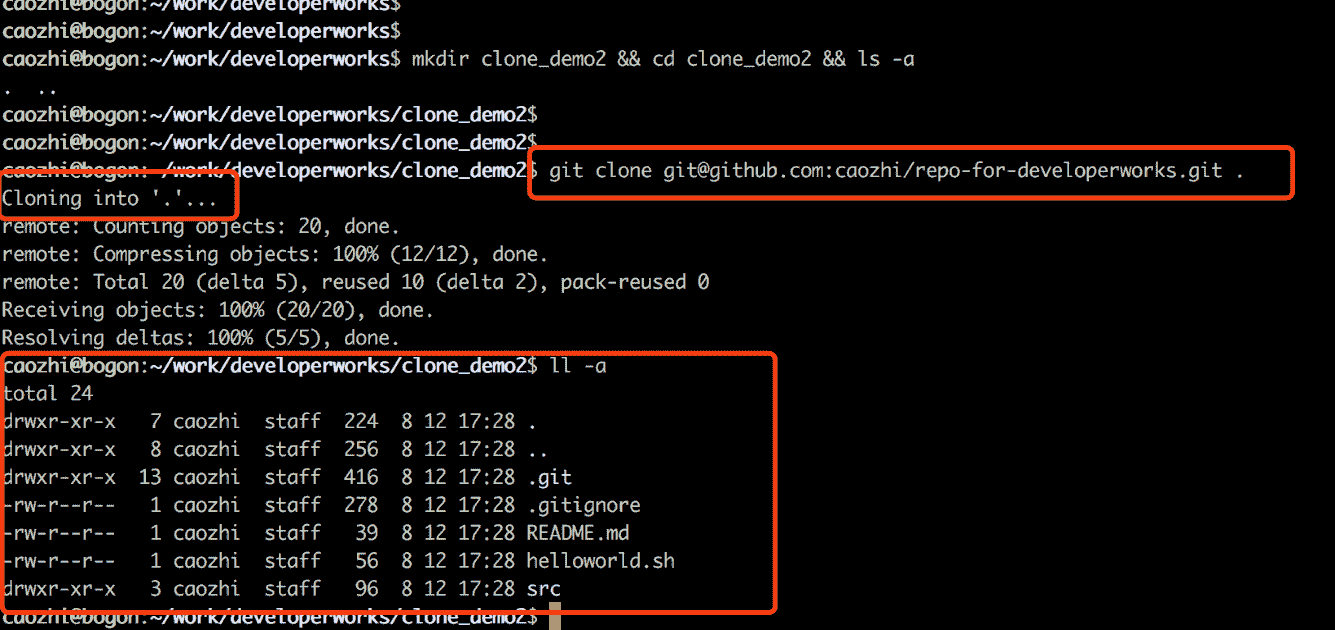 caozhi@bogon:~/work/developerworks$
caozhi@bogon:~/work/developerworks$
caozhi@bogon:~/work/developerworks$ mkdir clone_demo2 && cd clone_demo2 && ls -a
.  ..
caozhi@bogon:~/work/developerworks/clone_demo2$
caozhi@bogon:~/work/developerworks/clone_demo2$
caozhi@bogon:~/work/developerworks/clone_demo2$ git clone git@github.com:caozhi/repo-for-developerworks.git .
Cloning into '.'...
remote: Counting objects: 20, done.
remote: Compressing objects: 100% (12/12), done.
remote: Total 20 (delta 5), reused 10 (delta 2), pack-reused 0
Receiving objects: 100% (20/20), done.
Resolving deltas: 100% (5/5), done.
caozhi@bogon:~/work/developerworks/clone_demo2$ ll -a
total 24
drwxr-xr-x   7 caozhi  staff  224  8 12 17:28 .
drwxr-xr-x   8 caozhi  staff  256  8 12 17:28 ..
drwxr-xr-x  13 caozhi  staff  416  8 12 17:28 .git
-rw-r--r--   1 caozhi  staff  278  8 12 17:28 .gitignore
-rw-r--r--   1 caozhi  staff   39  8 12 17:28 README.md
-rw-r--r--   1 caozhi  staff   56  8 12 17:28 helloworld.sh
drwxr-xr-x   3 caozhi  staff   96  8 12 17:28 src
caozhi@bogon:~/work/developerworks/clone_demo2$